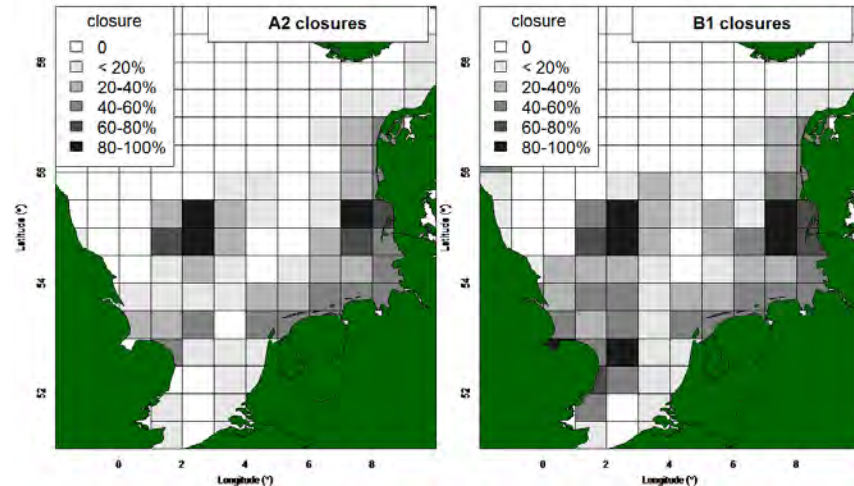 closure
0
< 20%
20-40%
40-60%
60-80%
80-100%
A2 closures
Latitude (°)
58
56
54
52
0 2 4 6 8
Longitude (°)
closure
0
< 20%
20-40%
40-60%
60-80%
80-100%
B1 closures
Latitude (°)
58
56
54
52
0 2 4 6 8
Longitude (°)